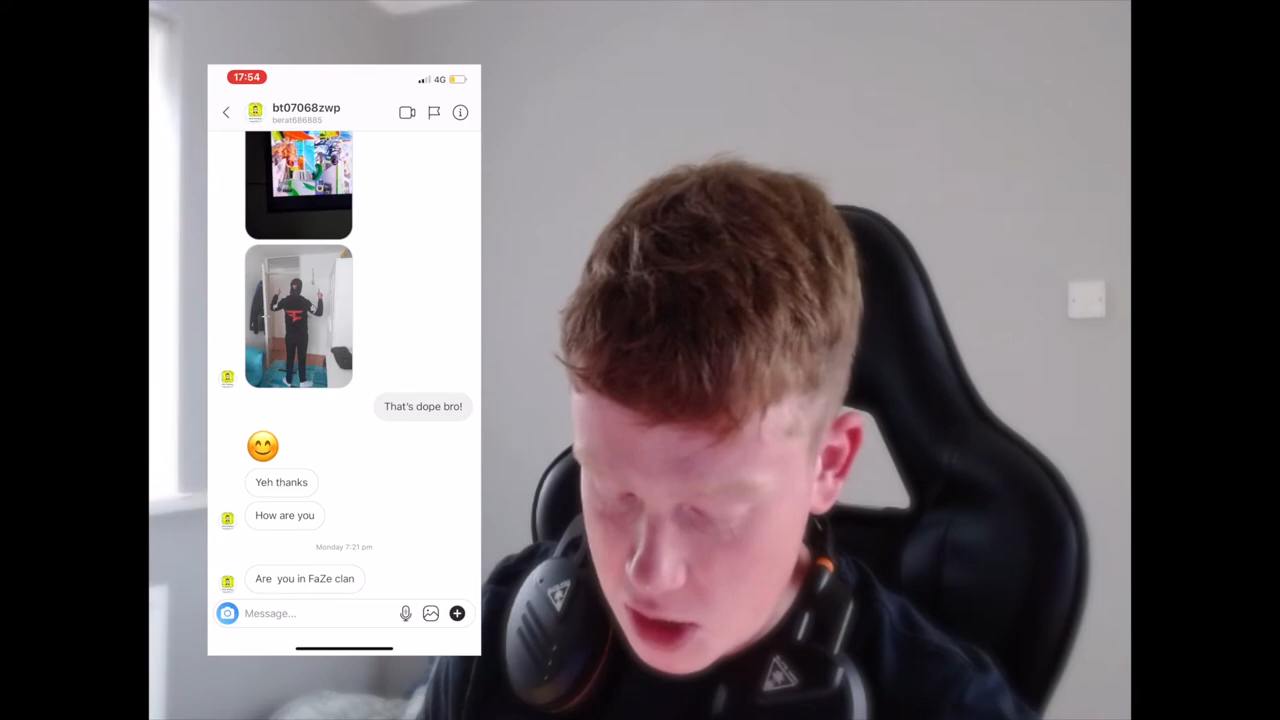 17:54
4G
bt07068zwp
berat686885
That's dope bro!
Yeh thanks
How are you
Monday 7:21 pm
Are you in FaZe clan
Message...